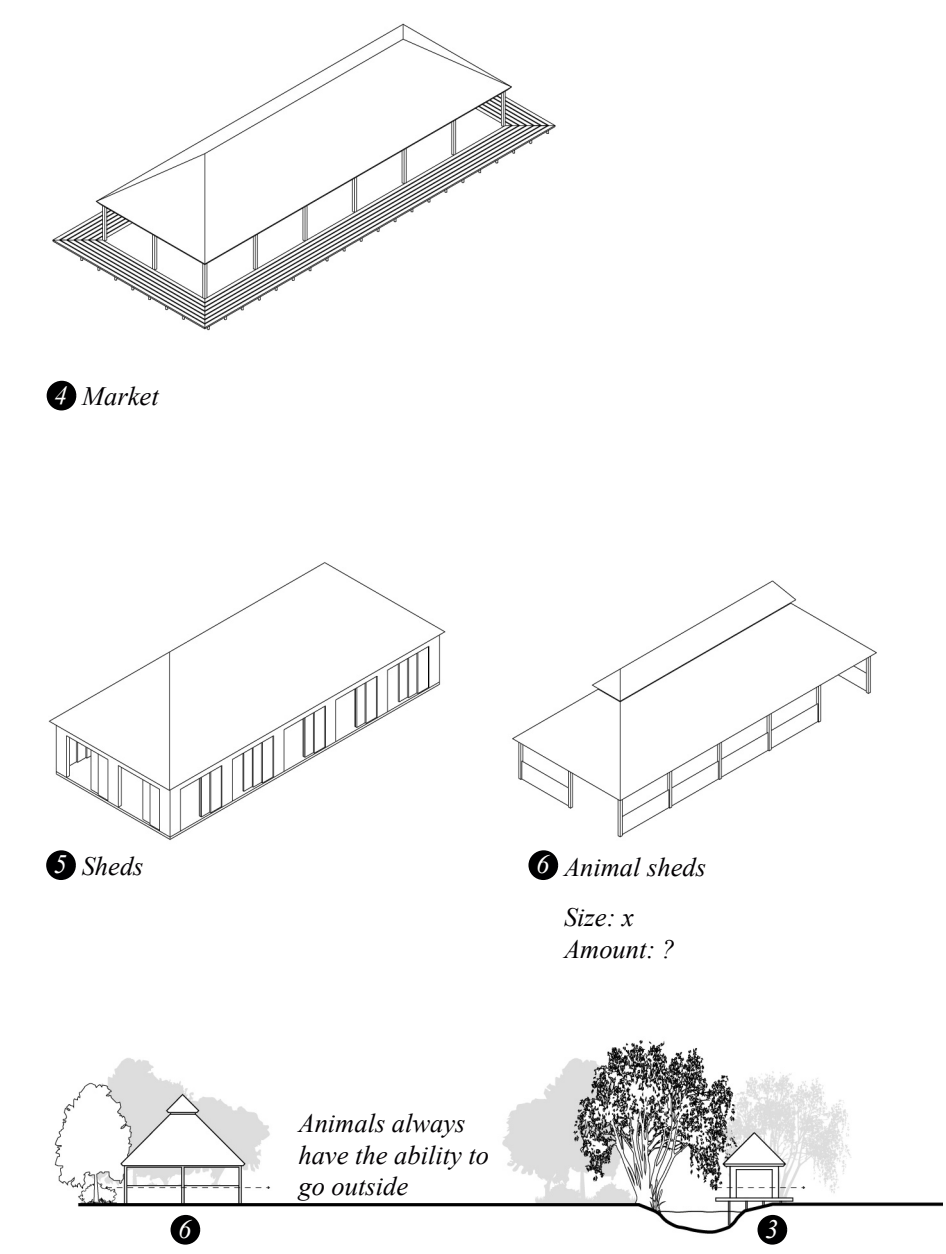 4 Market
5 Sheds
6 Animal sheds
Size: x
Amount: ?
Animals always
have the ability to
go outside
6
3